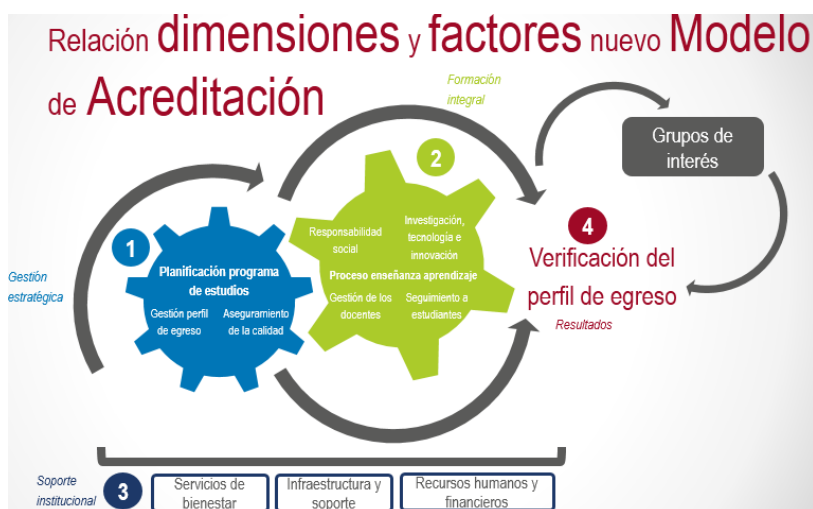 Relación dimensiones y factores nuevo Modelo
de Acreditación
Formación
integral
Grupos de
interés
2
Responsabilidad
social
Investigación,
tecnología e
innovación
Proceso enseñanza aprendizaje
Gestión de los
docentes
Seguimiento a
estudiantes
1
Planificación programa
de estudios
Gestión perfil
de egreso
Aseguramiento
de la calidad
Gestión
estratégica
4
Verificación del
perfil de egreso
Resultados
Soporte
institucional
3
Servicios de
bienestar
Infraestructura y
soporte
Recursos humanos y
financieros